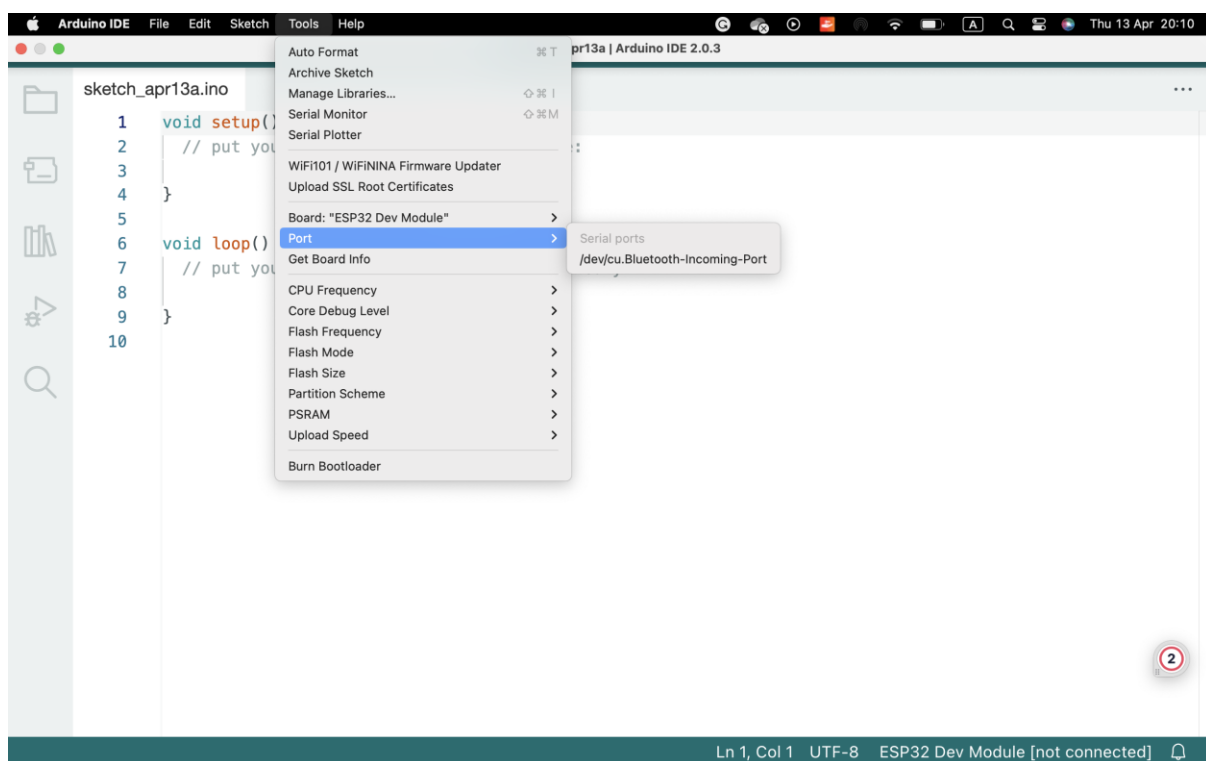 Arduino IDE File Edit Sketch Tools Help A Thu 13 Apr 20:10
pr13a | Arduino IDE 2.0.3
sketch_apr13a.ino ...
1 void setup()
2 // put you :
3
4 }
5
6 void loop()
7 // put you
8
9 }
10
Auto Format ⌘ T
Archive Sketch
Manage Libraries... ⇧ ⌘ I
Serial Monitor ⇧ ⌘ M
Serial Plotter
WiFi101 / WiFiNINA Firmware Updater
Upload SSL Root Certificates
Board: "ESP32 Dev Module"
Port
Get Board Info
CPU Frequency
Core Debug Level
Flash Frequency
Flash Mode
Flash Size
Partition Scheme
PSRAM
Upload Speed
Burn Bootloader
Serial ports
/dev/cu.Bluetooth-Incoming-Port
2
Ln 1, Col 1 UTF-8 ESP32 Dev Module [not connected]